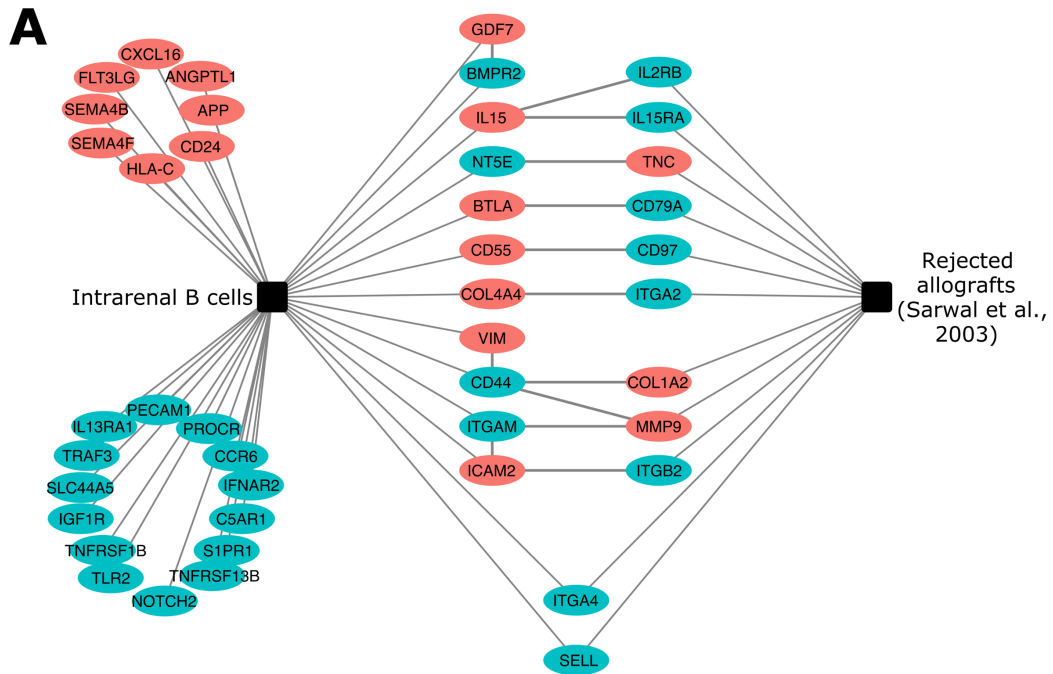 A
CXCL16
FLT3LG
ANGPTL1
SEMA4B
APP
SEMA4F
CD24
HLA-C
GDF7
BMPR2
IL2RB
IL15
IL15RA
NT5E
TNC
BTLA
CD79A
CD55
CD97
COL4A4
ITGA2
VIM
CD44
COL1A2
ITGAM
MMP9
ICAM2
ITGB2
Intrarenal B cells
Rejected
allografts
(Sarwal et al.,
2003)
PECAM1
IL13RA1
PROCR
TRAF3
CCR6
SLC44A5
IFNAR2
IGF1R
C5AR1
TNFRSF1B
S1PR1
TLR2
TNFRSF13B
NOTCH2
ITGA4
SELL